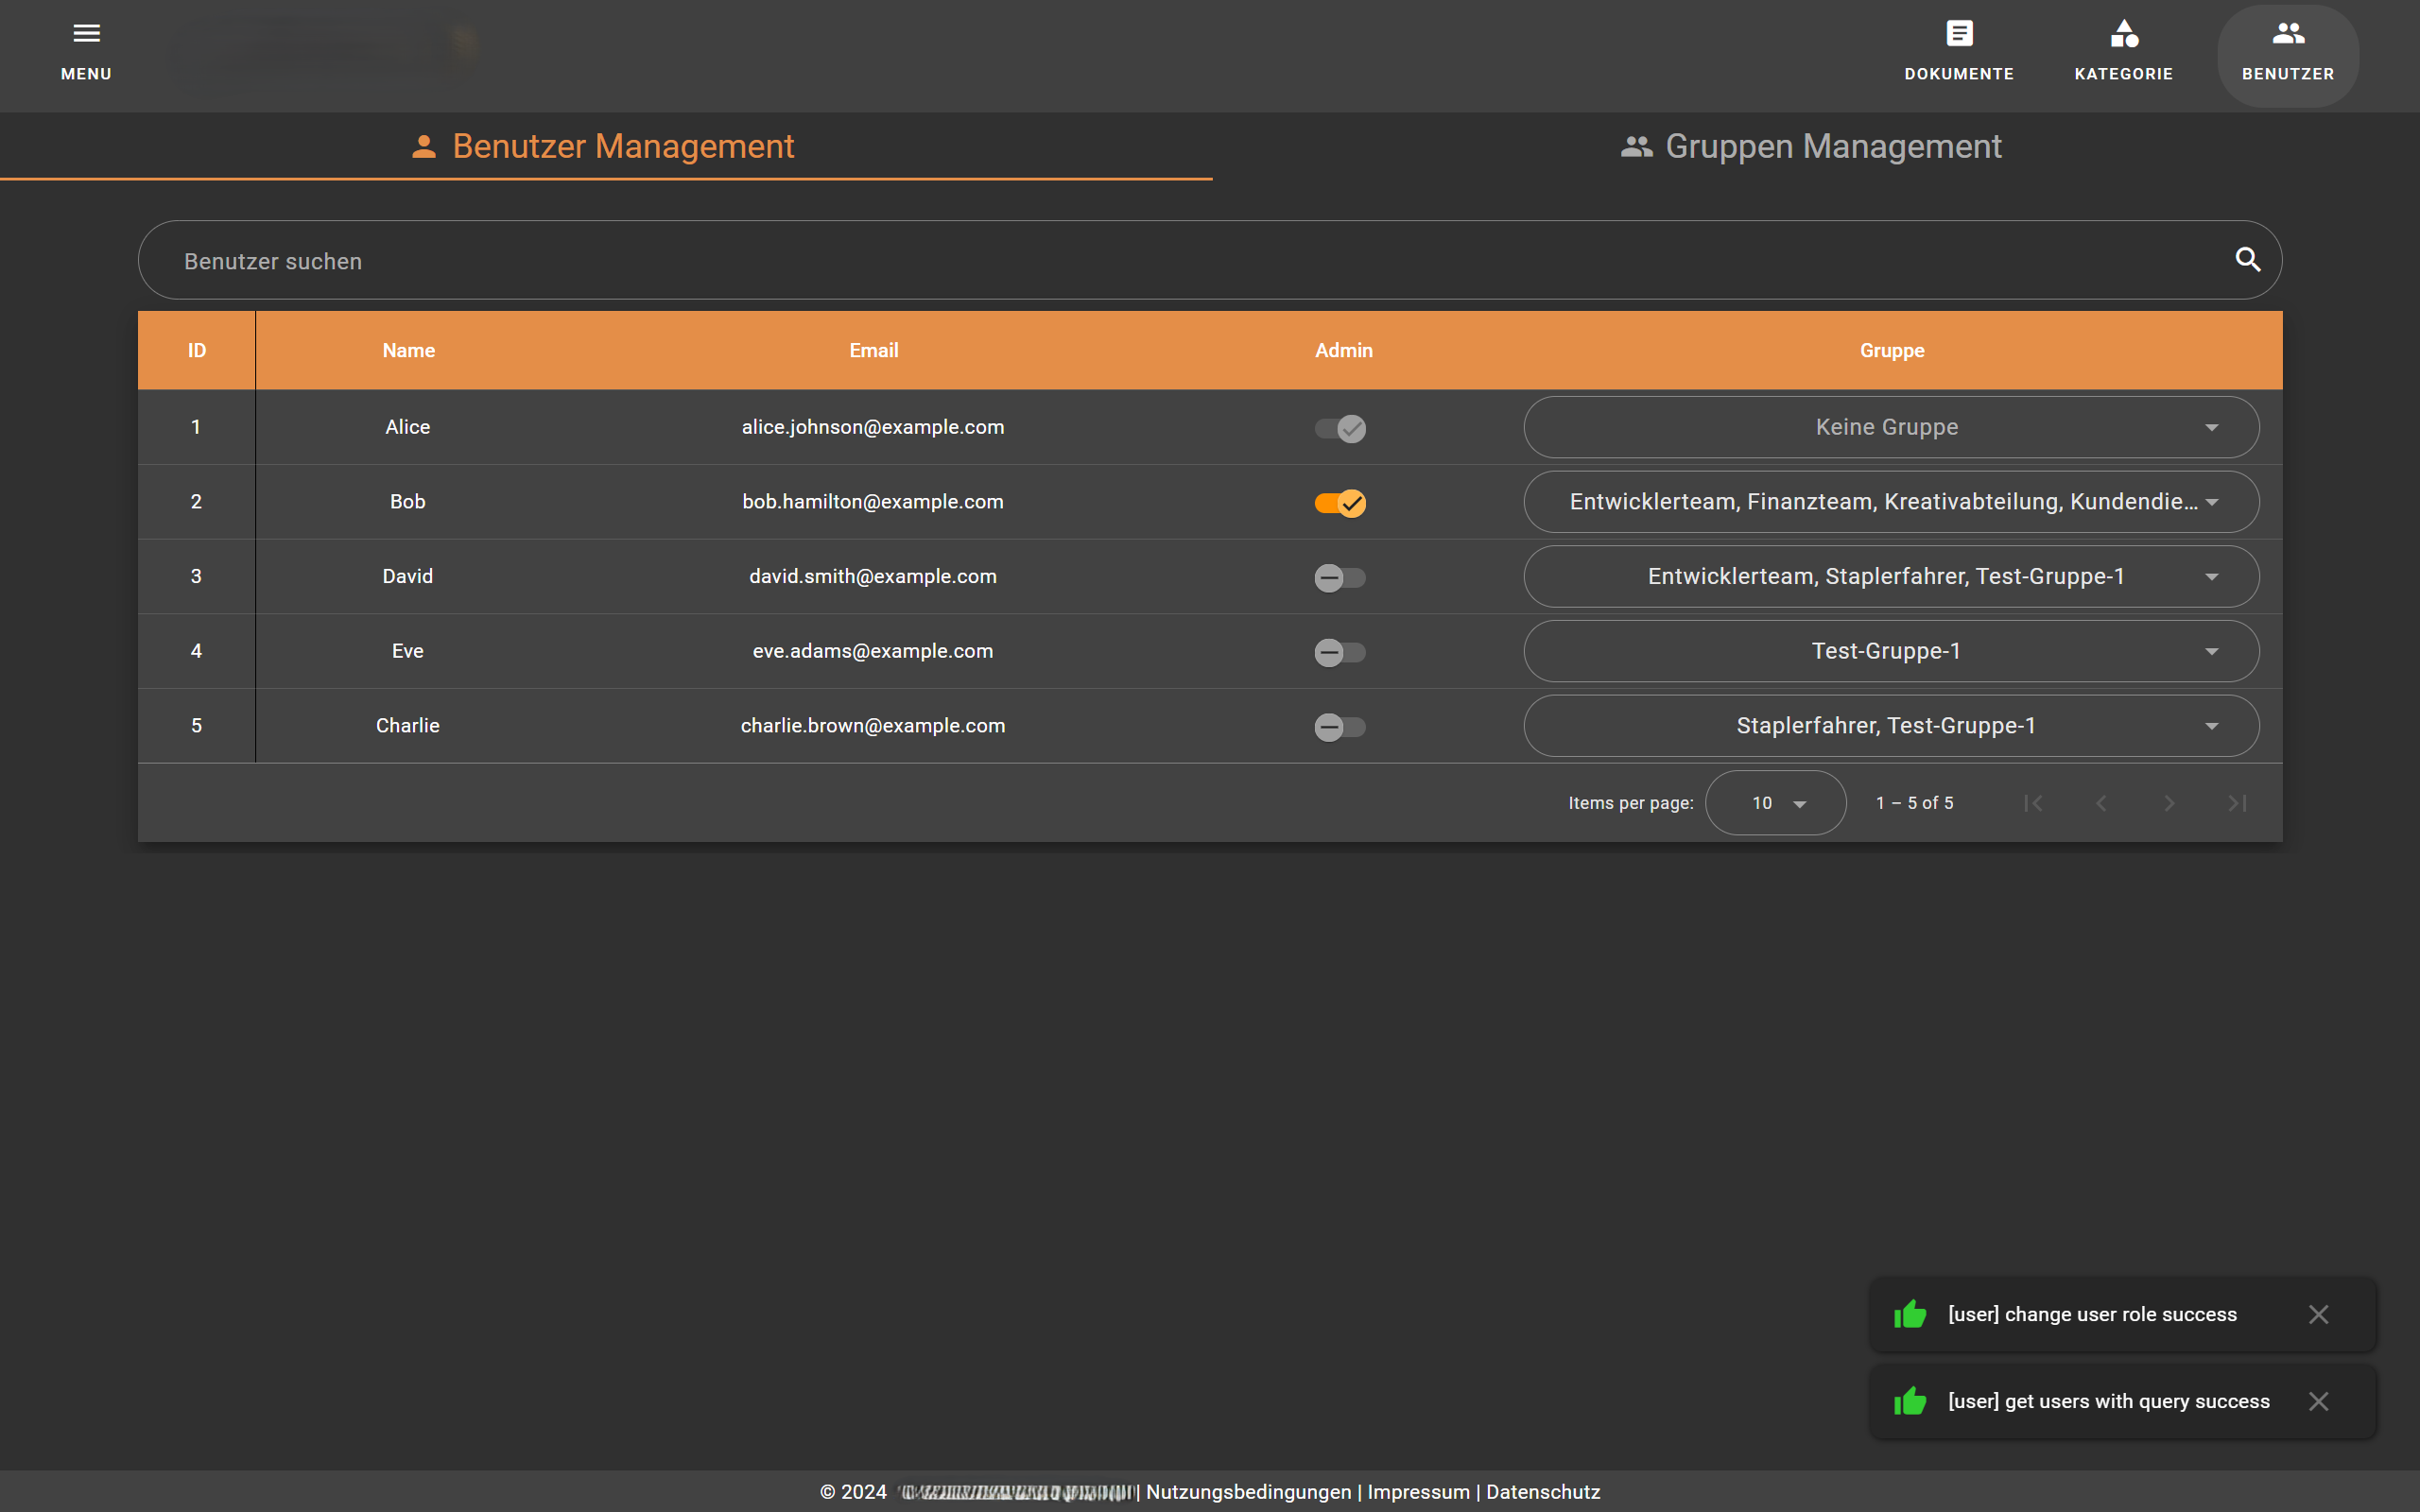 MENU
DOKUMENTE
KATEGORIE
BENUTZER
Benutzer Management
Gruppen Management
Benutzer suchen
ID Name Email Admin Gruppe
1 Alice alice.johnson@example.com Keine Gruppe
2 Bob bob.hamilton@example.com Entwicklerteam, Finanzteam, Kreativabteilung, Kundendie...
3 David david.smith@example.com Entwicklerteam, Staplerfahrer, Test-Gruppe-1
4 Eve eve.adams@example.com Test-Gruppe-1
5 Charlie charlie.brown@example.com Staplerfahrer, Test-Gruppe-1
Items per page: 10 1 – 5 of 5
[user] change user role success
[user] get users with query success
© 2024 | Nutzungsbedingungen | Impressum | Datenschutz